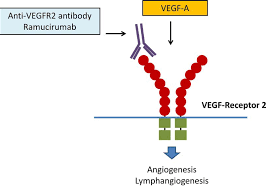 Anti-VEGFR2 antibody
Ramucirumab
VEGF-A
VEGF-Receptor 2
Angiogenesis
Lymphangiogenesis